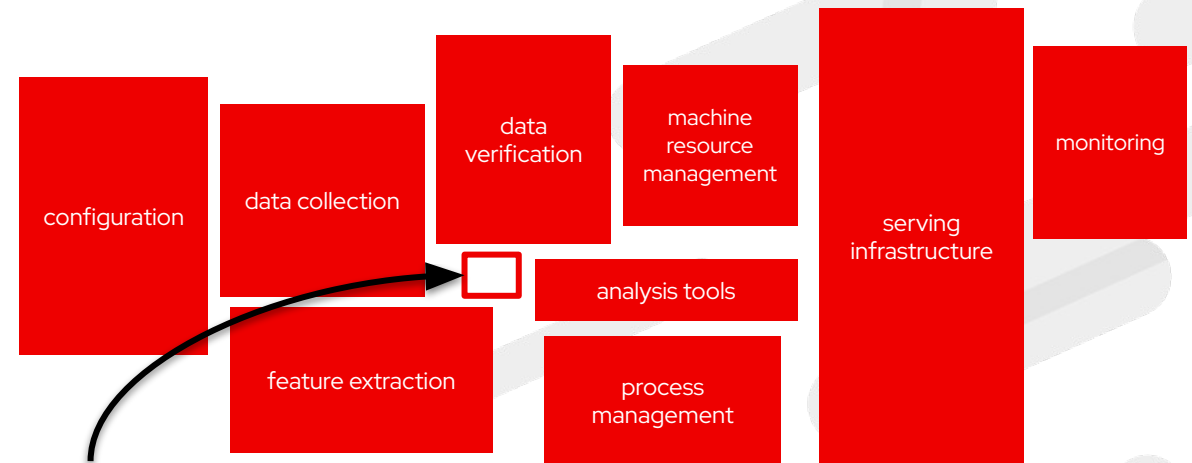 configuration
data collection
data
verification
machine
resource
management
serving
infrastructure
monitoring
analysis tools
feature extraction
process
management